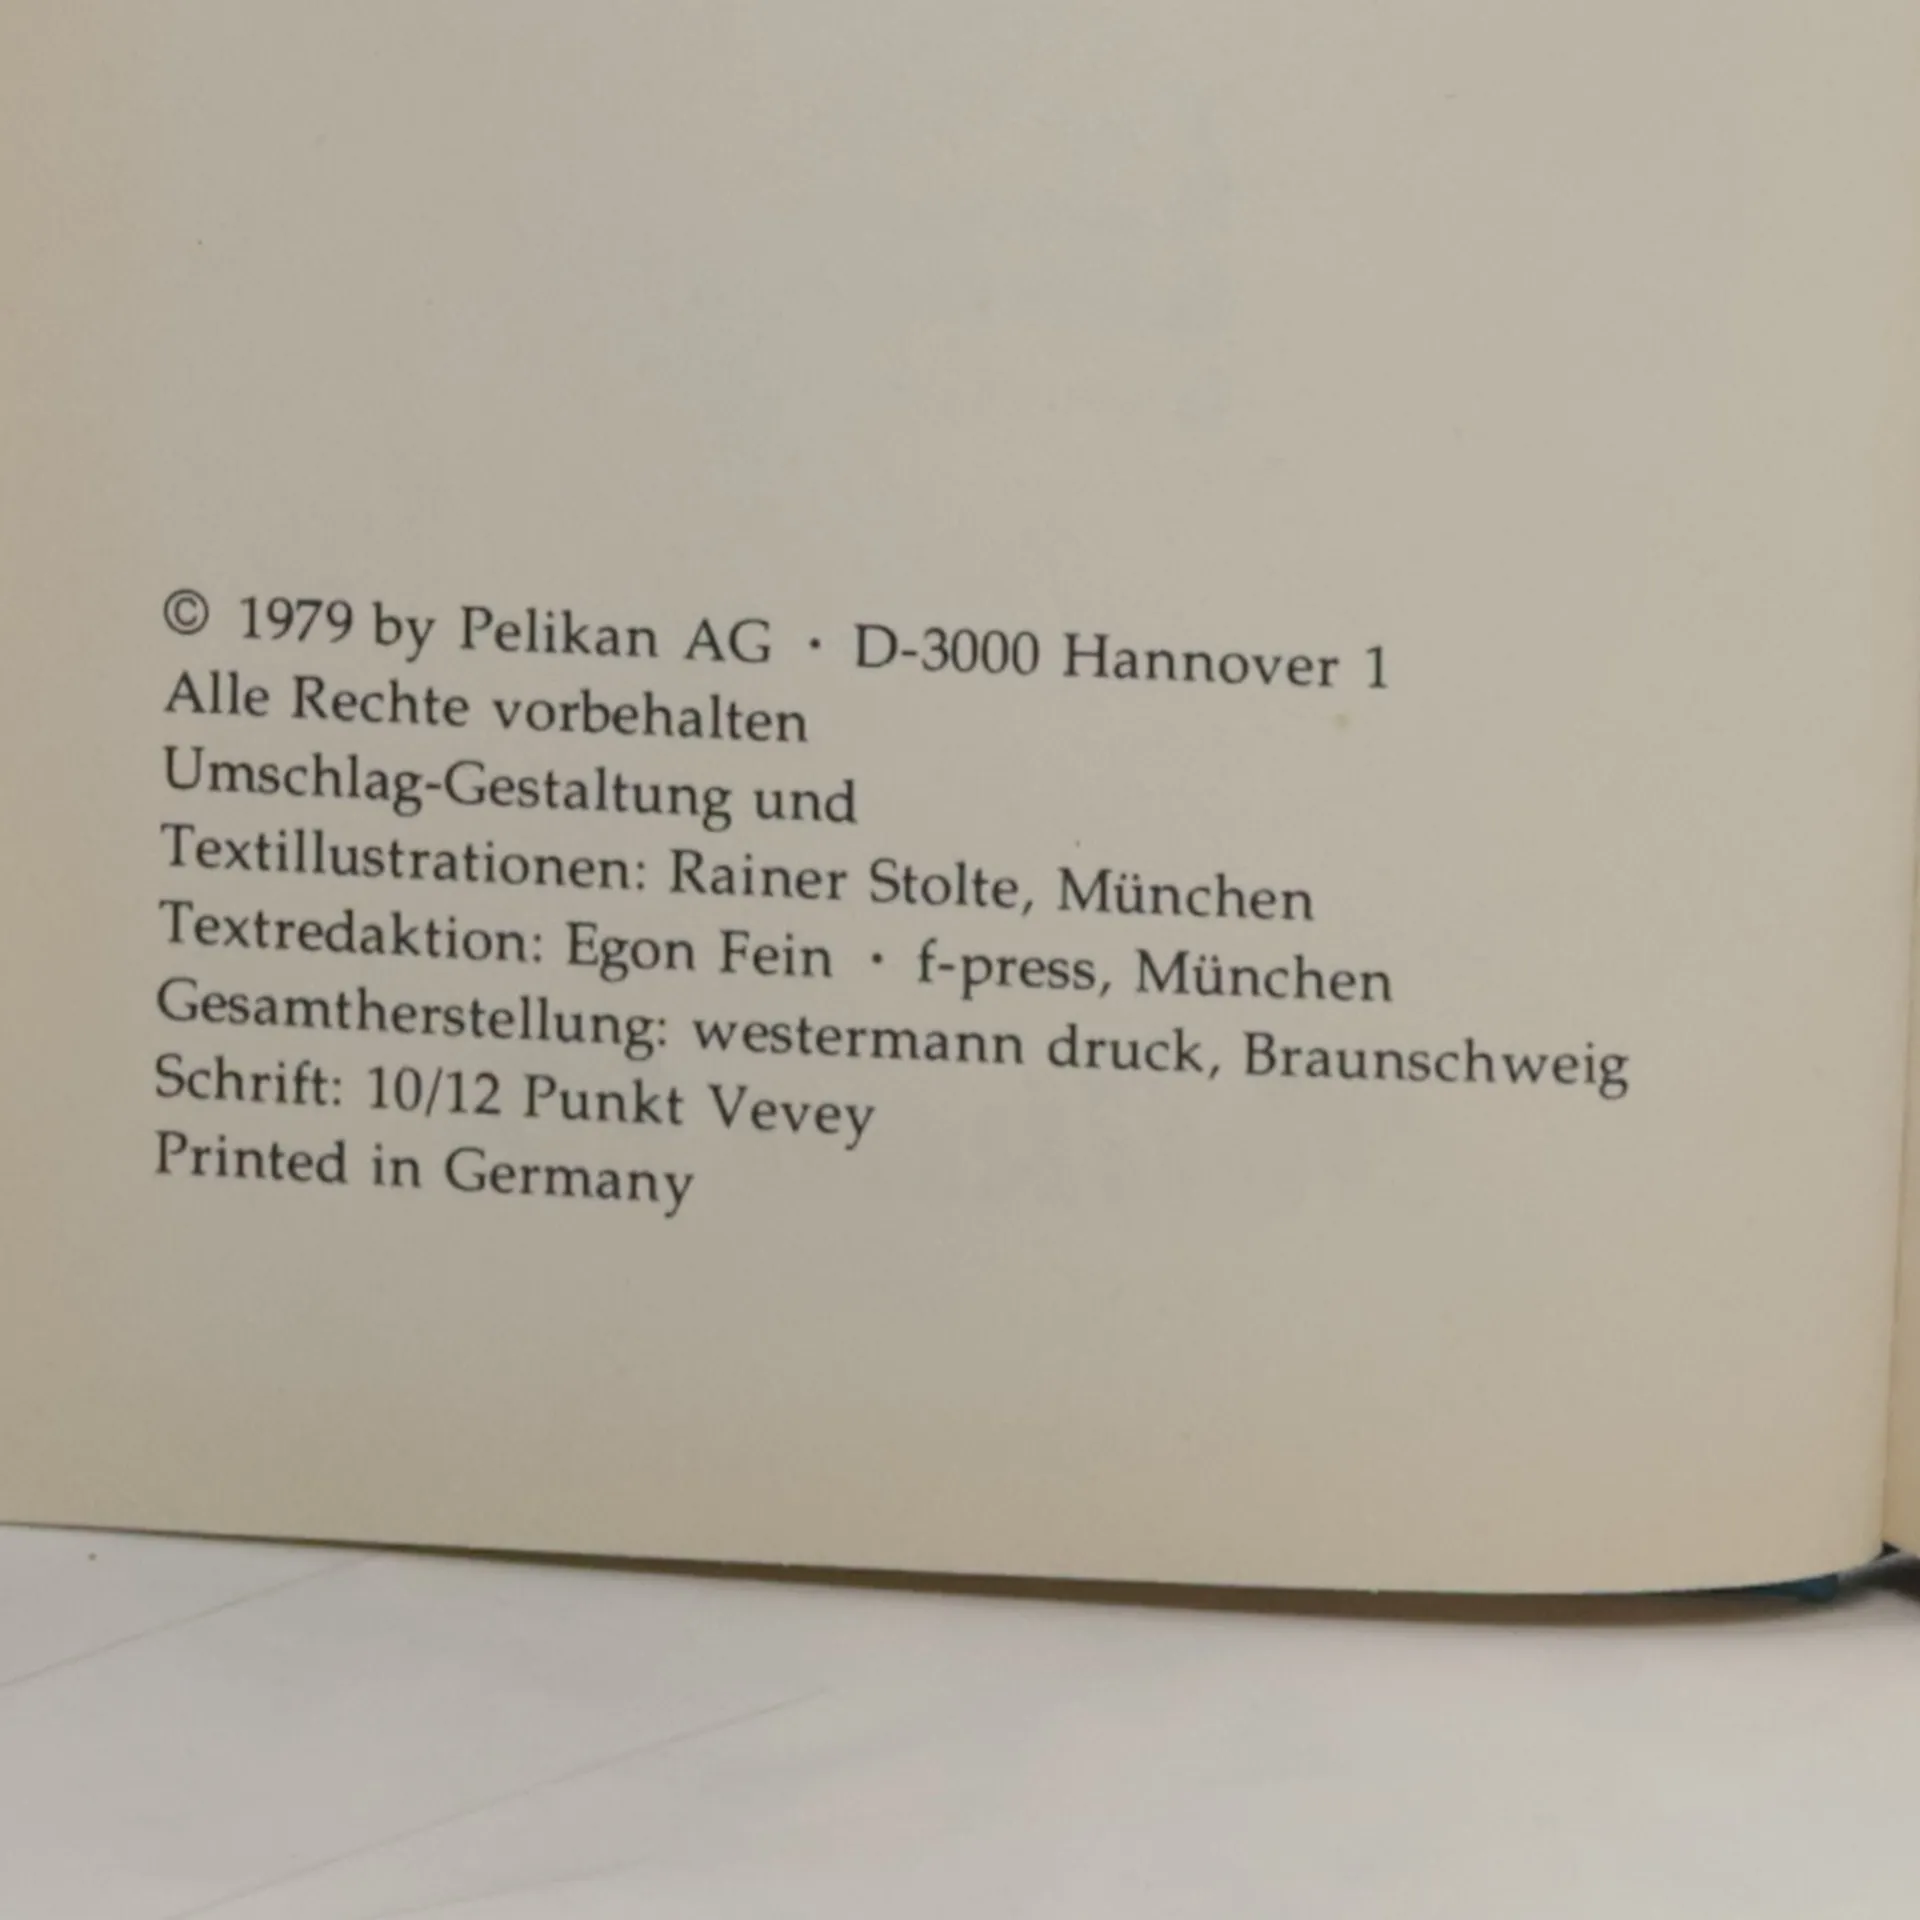 © 1979 by Pelikan AG · D-3000 Hannover 1
Alle Rechte vorbehalten
Umschlag-Gestaltung und
Textillustrationen: Rainer Stolte, München
Textredaktion: Egon Fein · f-press, München
Gesamtherstellung: westermann druck, Braunschweig
Schrift: 10/12 Punkt Vevey
Printed in Germany